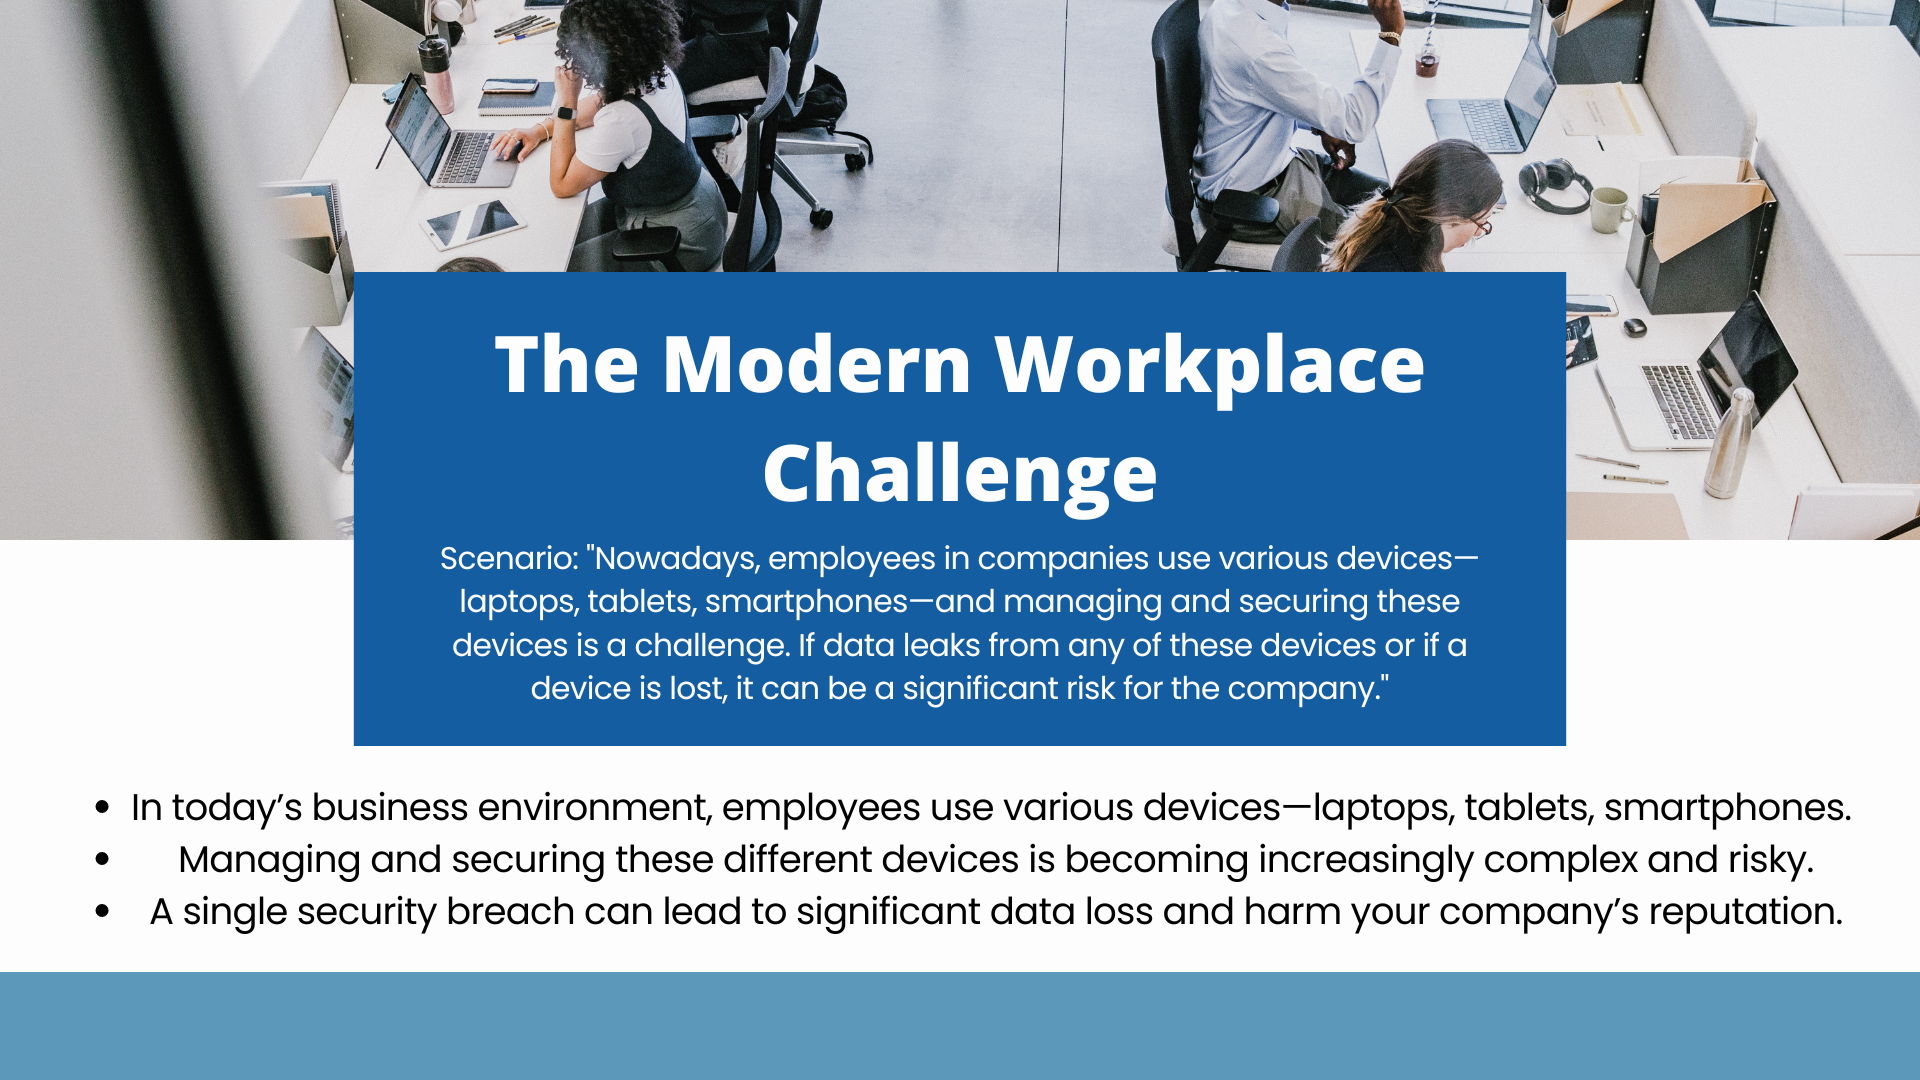 The Modern Workplace
Challenge
Scenario: "Nowadays, employees in companies use various devices—
laptops, tablets, smartphones—and managing and securing these
devices is a challenge. If data leaks from any of these devices or if a
device is lost, it can be a significant risk for the company."
• In today’s business environment, employees use various devices—laptops, tablets, smartphones.
• Managing and securing these different devices is becoming increasingly complex and risky.
• A single security breach can lead to significant data loss and harm your company’s reputation.